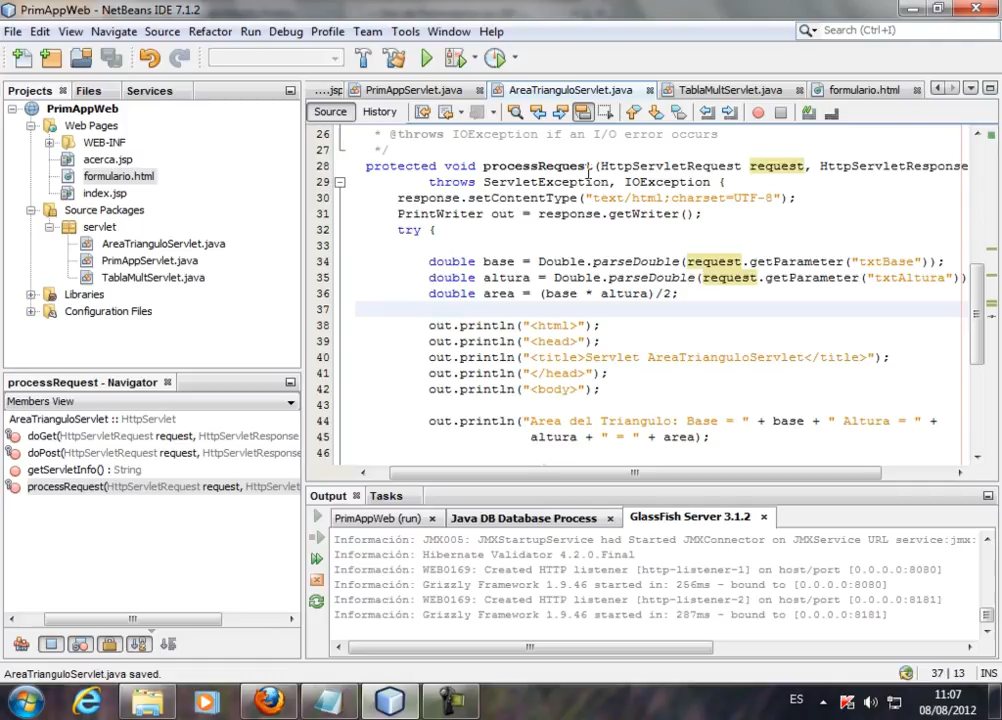 PrimAppWeb - NetBeans IDE 7.1.2
File Edit View Navigate Source Refactor Run Debug Profile Team Tools Window Help
Search (Ctrl+I)
Projects Files Services
PrimAppWeb
Web Pages
WEB-INF
acerca.jsp
formulario.html
index.jsp
Source Packages
servlet
AreaTrianguloServlet.java
PrimAppServlet.java
TablaMultServlet.java
Libraries
Configuration Files
processRequest - Navigator
Members View
AreaTrianguloServlet :: HttpServlet
doGet(HttpServletRequest request, HttpServletResponse
doPost(HttpServletRequest request, HttpServletResponse
getServletInfo() : String
processRequest(HttpServletRequest request, HttpServlet
....jsp PrimAppServlet.java AreaTrianguloServlet.java TablaMultServlet.java formulario.html
Source History
26 * @throws IOException if an I/O error occurs
27 */
28 protected void processRequest(HttpServletRequest request, HttpServletResponse
29 throws ServletException, IOException {
30 response.setContentType("text/html;charset=UTF-8");
31 PrintWriter out = response.getWriter();
32 try {
33
34 double base = Double.parseDouble(request.getParameter("txtBase"));
35 double altura = Double.parseDouble(request.getParameter("txtAltura"))
36 double area = (base * altura)/2;
37
38 out.println("<html>");
39 out.println("<head>");
40 out.println("<title>Servlet AreaTrianguloServlet</title>");
41 out.println("</head>");
42 out.println("<body>");
43
44 out.println("Area del Triangulo: Base = " + base + " Altura = " +
45 altura + " = " + area);
46
Output Tasks
PrimAppWeb (run) Java DB Database Process GlassFish Server 3.1.2
Información: JMX005: JMXStartupService had Started JMXConnector on JMXService URL service:jmx:
Información: Hibernate Validator 4.2.0.Final
Información: WEB0169: Created HTTP listener [http-listener-1] on host/port [0.0.0.0:8080]
Información: Grizzly Framework 1.9.46 started in: 256ms - bound to [0.0.0.0:8080]
Información: WEB0169: Created HTTP listener [http-listener-2] on host/port [0.0.0.0:8181]
Información: Grizzly Framework 1.9.46 started in: 287ms - bound to [0.0.0.0:8181]
AreaTrianguloServlet.java saved.
37 | 13 INS
ES
11:07
08/08/2012